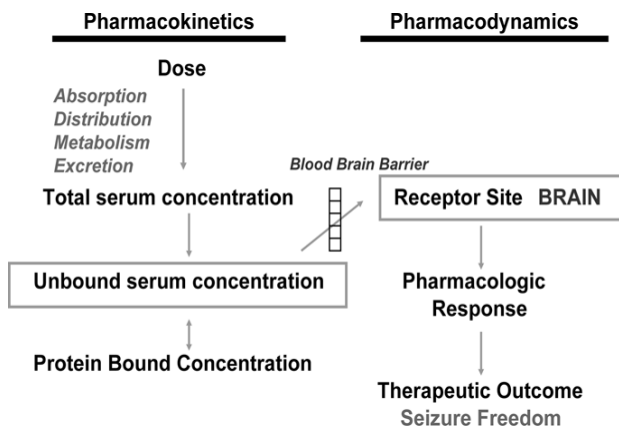 Pharmacokinetics
Dose
Absorption
Distribution
Metabolism
Excretion
Total serum concentration
Unbound serum concentration
Protein Bound Concentration
Blood Brain Barrier
Pharmacodynamics
Receptor Site BRAIN
Pharmacologic
Response
Therapeutic Outcome
Seizure Freedom